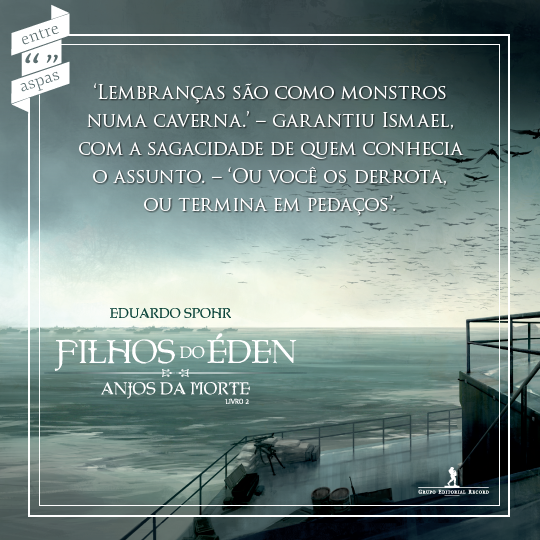 entre
“ ”
aspas
‘Lembranças são como monstros
numa caverna.’ – garantiu Ismael,
com a sagacidade de quem conhecia
o assunto. – ‘Ou você os derrota,
ou termina em pedaços’.
EDUARDO SPOHR
FILHOS DO ÉDEN
ANJOS DA MORTE
LIVRO 2
Grupo Editorial Record